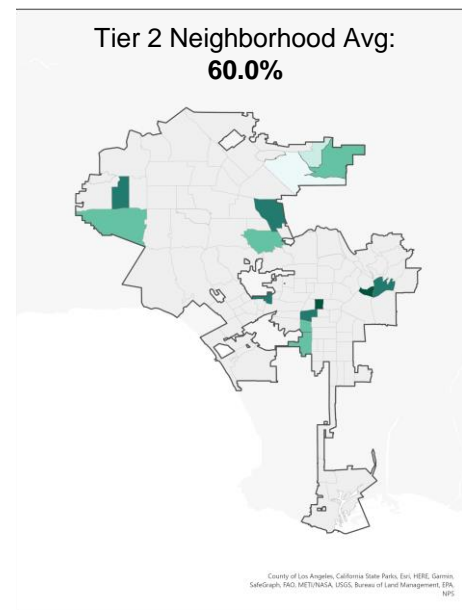 Tier 2 Neighborhood Avg:
60.0%
County of Los Angeles, California State Parks, Esri, HERE, Garmin,
SafeGraph, FAO, METI/NASA, USGS, Bureau of Land Management, EPA,
NPS